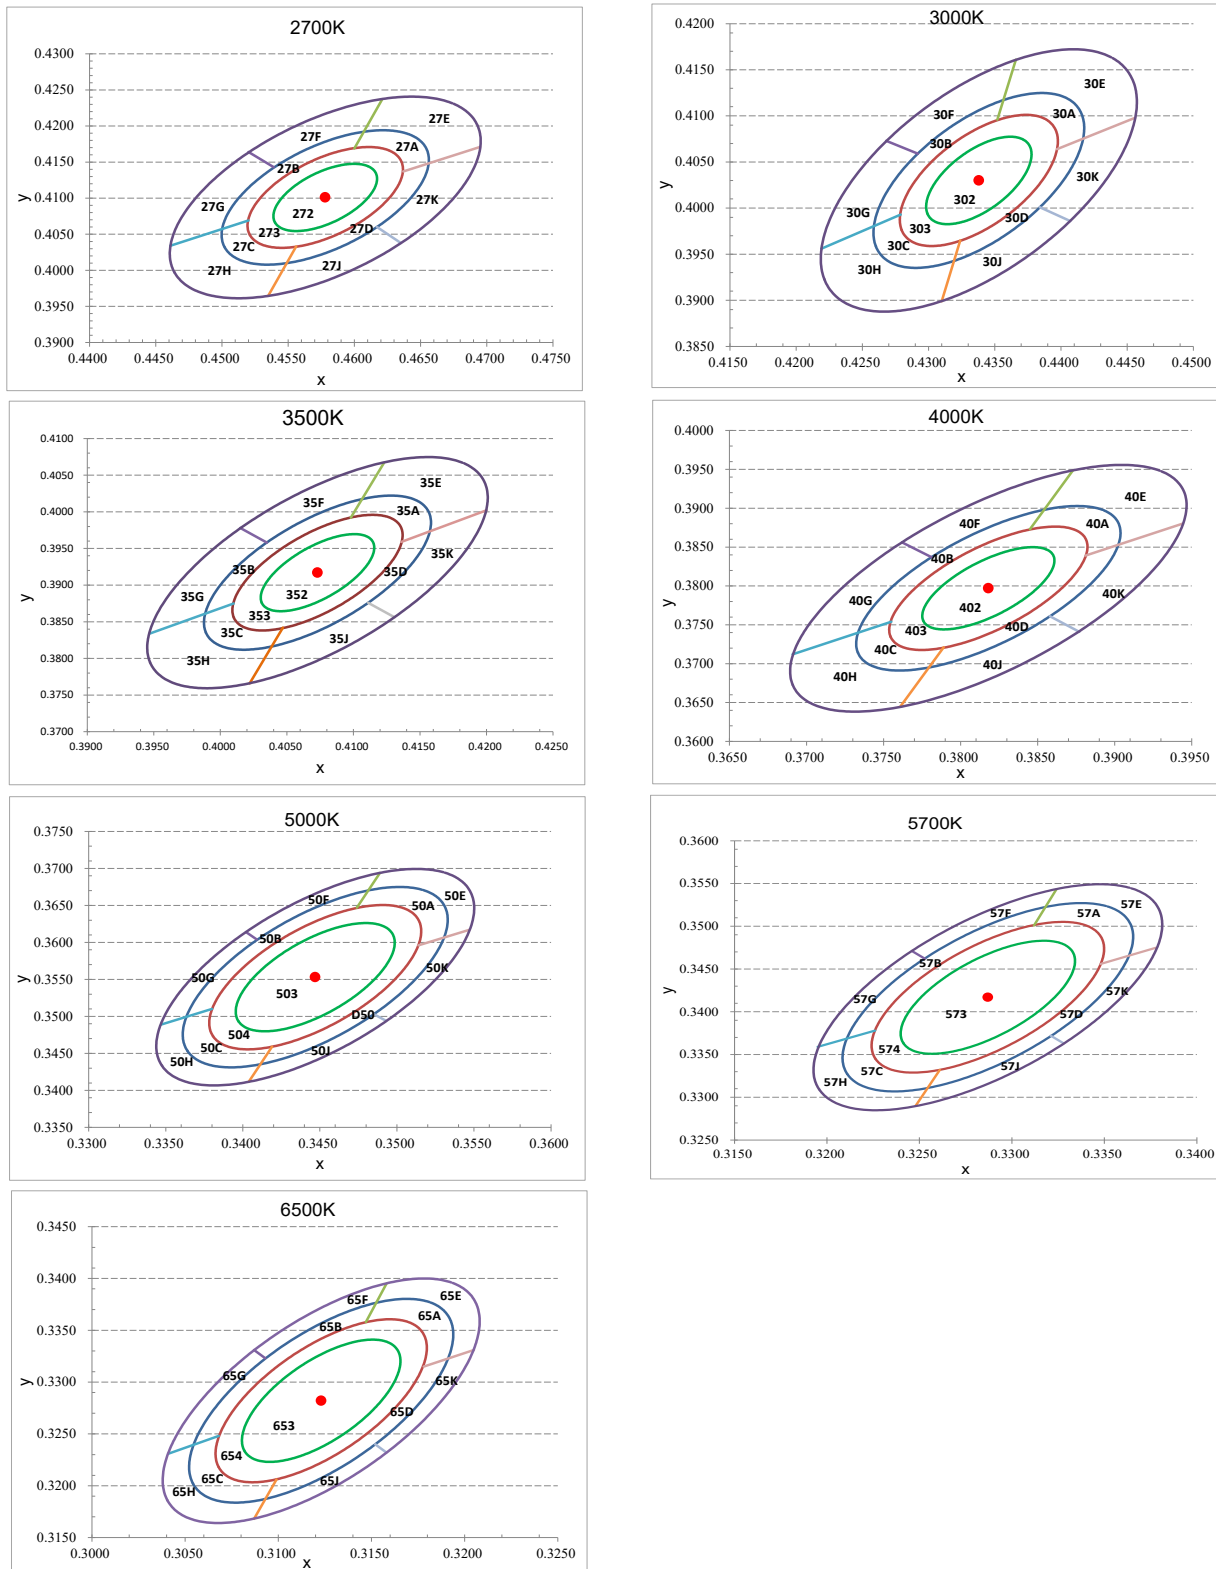 2700K
0.4300
0.4250
0.4200
0.4150
0.4100
0.4050
0.4000
0.3950
0.3900
y
27F
27E
27B
27A
27G
272
27K
273
27D
27C
27H
27J
0.4400 0.4450 0.4500 0.4550 0.4600 0.4650 0.4700 0.4750
x
3000K
0.4200
0.4150
0.4100
0.4050
0.4000
0.3950
0.3900
0.3850
y
30E
30F
30A
30B
30K
302
30G
30D
303
30C
30H
30J
0.4150 0.4200 0.4250 0.4300 0.4350 0.4400 0.4450 0.4500
x
3500K
0.4100
0.4050
0.4000
0.3950
0.3900
0.3850
0.3800
0.3750
0.3700
y
35E
35F
35A
35K
35B
35D
35G
352
353
35C
35J
35H
0.3900 0.3950 0.4000 0.4050 0.4100 0.4150 0.4200 0.4250
x
4000K
0.4000
0.3950
0.3900
0.3850
0.3800
0.3750
0.3700
0.3650
0.3600
y
40E
40F
40A
40B
40G
402
40K
403
40D
40C
40J
40H
0.3650 0.3700 0.3750 0.3800 0.3850 0.3900 0.3950
x
5000K
0.3750
0.3700
0.3650
0.3600
0.3550
0.3500
0.3450
0.3400
0.3350
y
50F
50E
50A
50B
50G
50K
503
D50
504
50C
50J
50H
0.3300 0.3350 0.3400 0.3450 0.3500 0.3550 0.3600
x
5700K
0.3600
0.3550
0.3500
0.3450
0.3400
0.3350
0.3300
0.3250
y
57F
57A
57E
57B
57G
57K
573
57D
574
57C
57J
57H
0.3150 0.3200 0.3250 0.3300 0.3350 0.3400
x
6500K
0.3450
0.3400
0.3350
0.3300
0.3250
0.3200
0.3150
y
65F
65E
65A
65B
65G
65K
65D
653
654
65C
65J
65H
0.3000 0.3050 0.3100 0.3150 0.3200 0.3250
x